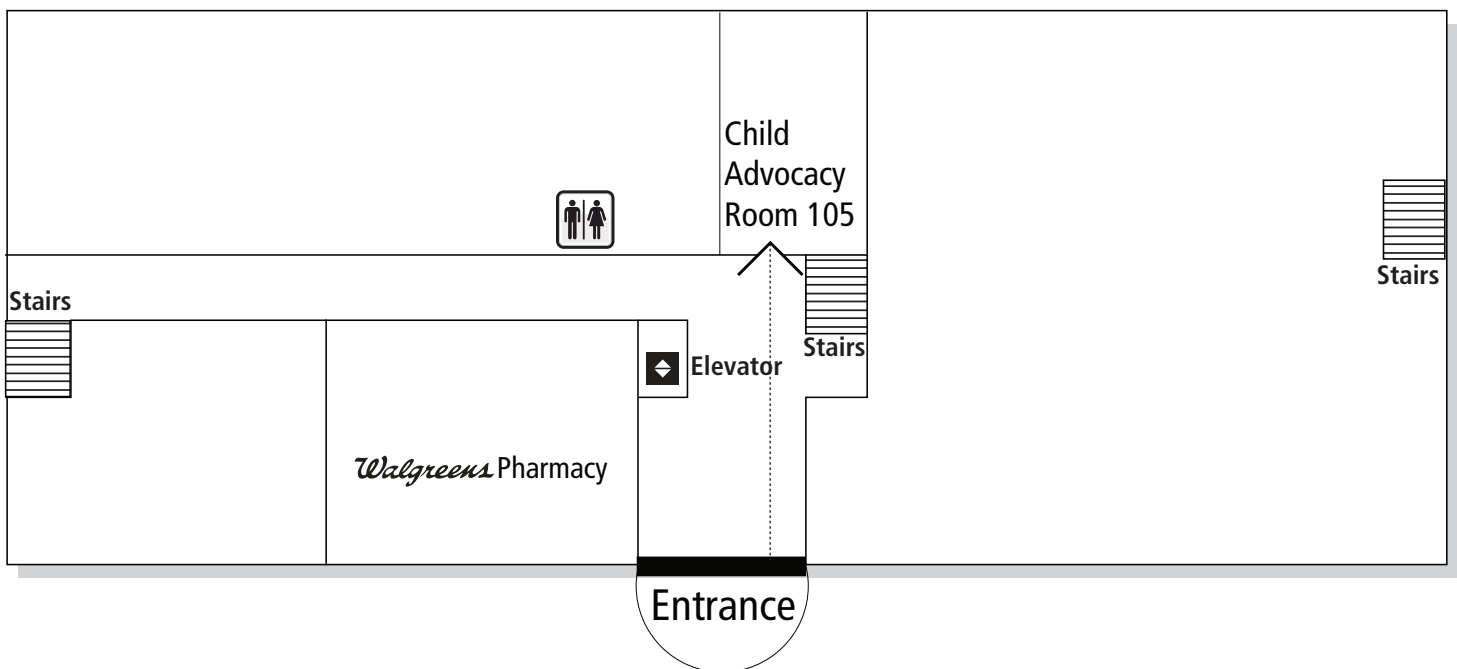 Child
Advocacy
Room 105
Stairs
Stairs
Stairs
Elevator
Walgreens Pharmacy
Entrance